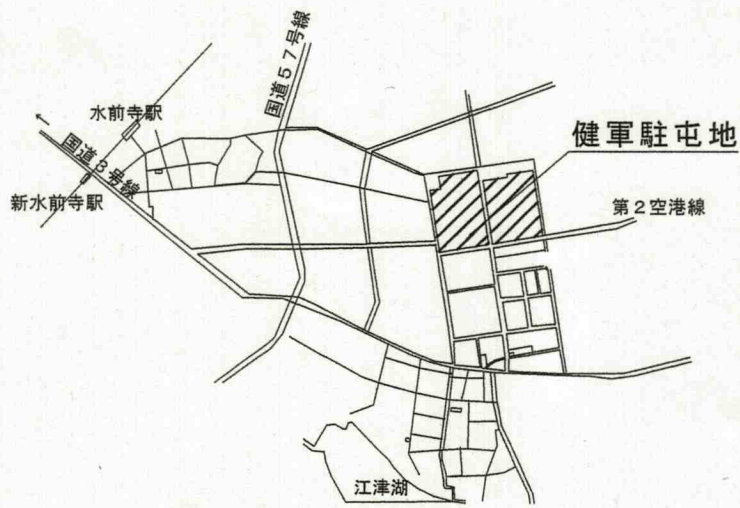 国道57号線
水前寺駅
国道3号線
新水前寺駅
健軍駐屯地
第2空港線
江津湖